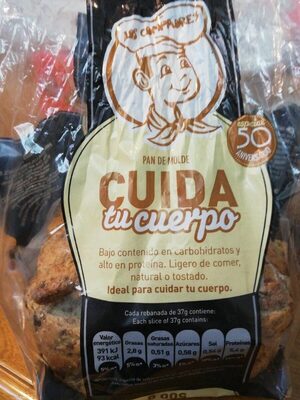 LOS COMPADRES
especial
50
ANIVERSARIO
PAN DE MOLDE
CUIDA
tu cuerpo
Bajo contenido en carbohidratos y
alto en proteína. Ligero de comer,
natural o tostado.
Ideal para cuidar tu cuerpo.
Cada rebanada de 37g contiene:
Each slice of 37g contains:
Valor energético Grasas Grasas saturadas Azúcares Sal Proteínas
391 kJ 2,8 g 0,51 g 0,58 g
93 kcal